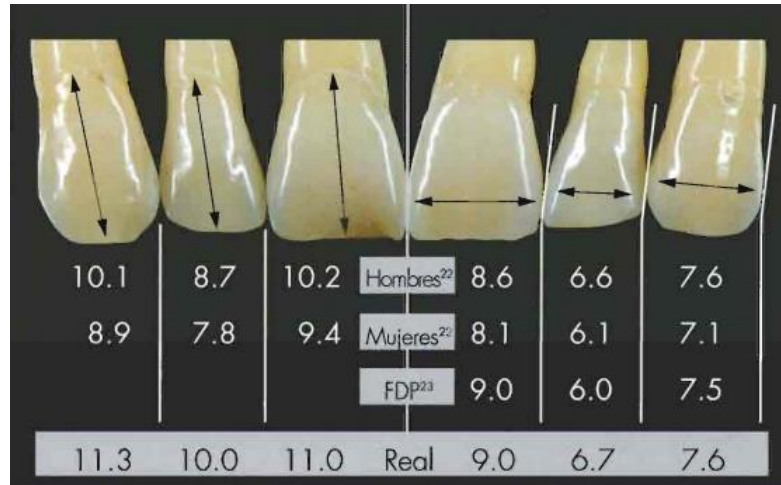 10.1 8.7 10.2 Hombres²² 8.6 6.6 7.6
8.9 7.8 9.4 Mujeres²² 8.1 6.1 7.1
FDP²³ 9.0 6.0 7.5
11.3 10.0 11.0 Real 9.0 6.7 7.6